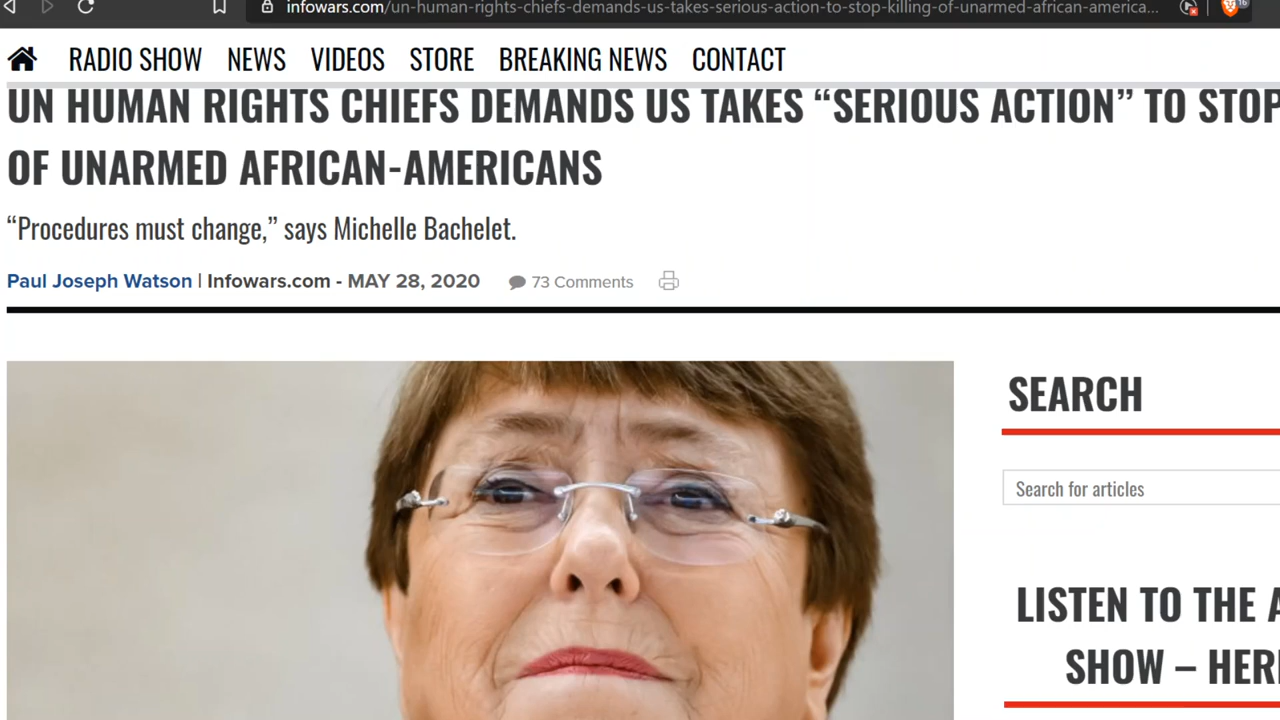 infowars.com/un-human-rights-chiefs-demands-us-takes-serious-action-to-stop-killing-of-unarmed-african-america...
16
RADIO SHOW NEWS VIDEOS STORE BREAKING NEWS CONTACT
UN HUMAN RIGHTS CHIEFS DEMANDS US TAKES “SERIOUS ACTION” TO STOP
OF UNARMED AFRICAN-AMERICANS
“Procedures must change,” says Michelle Bachelet.
Paul Joseph Watson | Infowars.com - MAY 28, 2020 73 Comments
SEARCH
Search for articles
LISTEN TO THE A
SHOW – HER